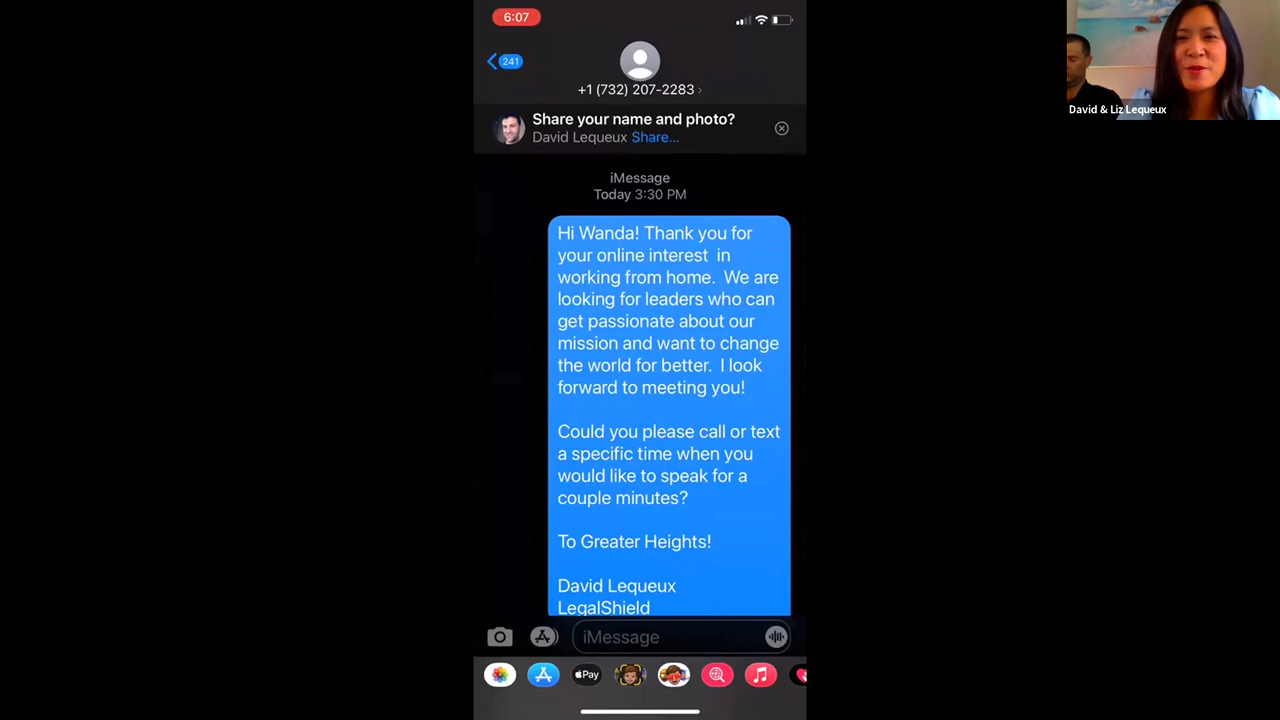 6:07
241
+1 (732) 207-2283 ›
Share your name and photo?
David Lequeux Share...
iMessage
Today 3:30 PM
Hi Wanda! Thank you for
your online interest in
working from home. We are
looking for leaders who can
get passionate about our
mission and want to change
the world for better. I look
forward to meeting you!
Could you please call or text
a specific time when you
would like to speak for a
couple minutes?
To Greater Heights!
David Lequeux
LegalShield
iMessage
Pay
David & Liz Lequeux